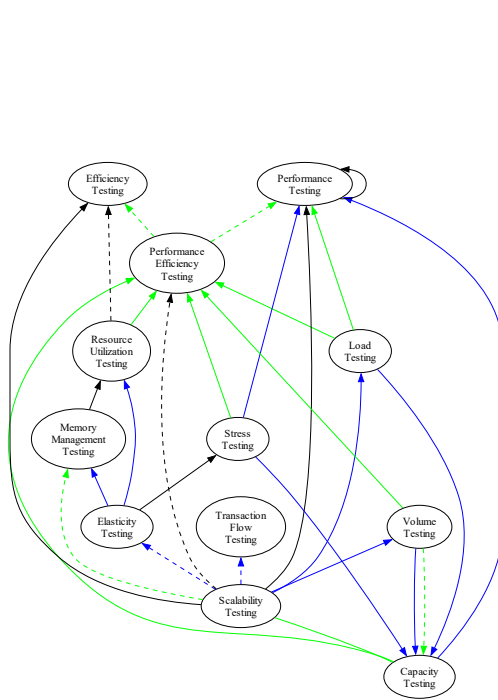 Efficiency
Testing
Performance
Testing
Performance
Efficiency
Testing
Resource
Utilization
Testing
Load
Testing
Memory
Management
Testing
Stress
Testing
Elasticity
Testing
Transaction
Flow
Testing
Volume
Testing
Scalability
Testing
Capacity
Testing